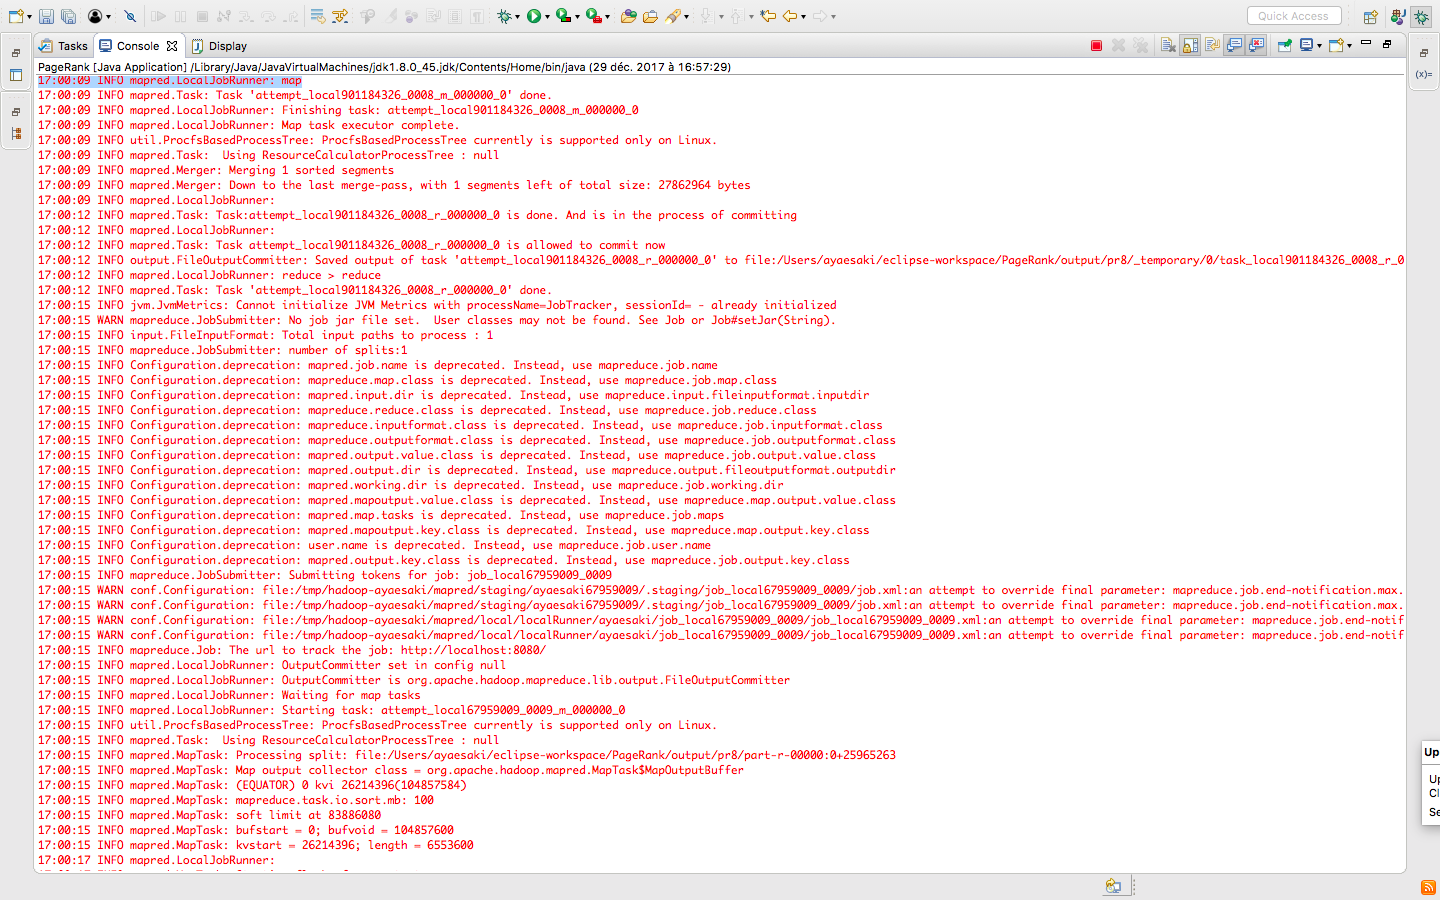 Quick Access
Tasks
Console
Display
PageRank [Java Application] /Library/Java/JavaVirtualMachines/jdk1.8.0_45.jdk/Contents/Home/bin/java (29 déc. 2017 à 16:57:29)
17:00:09 INFO mapred.LocalJobRunner: map
17:00:09 INFO mapred.Task: Task 'attempt_local901184326_0008_m_000000_0' done.
17:00:09 INFO mapred.LocalJobRunner: Finishing task: attempt_local901184326_0008_m_000000_0
17:00:09 INFO mapred.LocalJobRunner: Map task executor complete.
17:00:09 INFO util.ProcfsBasedProcessTree: ProcfsBasedProcessTree currently is supported only on Linux.
17:00:09 INFO mapred.Task:  Using ResourceCalculatorProcessTree : null
17:00:09 INFO mapred.Merger: Merging 1 sorted segments
17:00:09 INFO mapred.Merger: Down to the last merge-pass, with 1 segments left of total size: 27862964 bytes
17:00:09 INFO mapred.LocalJobRunner:
17:00:12 INFO mapred.Task: Task:attempt_local901184326_0008_r_000000_0 is done. And is in the process of committing
17:00:12 INFO mapred.LocalJobRunner:
17:00:12 INFO mapred.Task: Task attempt_local901184326_0008_r_000000_0 is allowed to commit now
17:00:12 INFO output.FileOutputCommitter: Saved output of task 'attempt_local901184326_0008_r_000000_0' to file:/Users/ayaesaki/eclipse-workspace/PageRank/output/pr8/_temporary/0/task_local901184326_0008_r_0
17:00:12 INFO mapred.LocalJobRunner: reduce > reduce
17:00:12 INFO mapred.Task: Task 'attempt_local901184326_0008_r_000000_0' done.
17:00:15 INFO jvm.JvmMetrics: Cannot initialize JVM Metrics with processName=JobTracker, sessionId= - already initialized
17:00:15 WARN mapreduce.JobSubmitter: No job jar file set.  User classes may not be found. See Job or Job#setJar(String).
17:00:15 INFO input.FileInputFormat: Total input paths to process : 1
17:00:15 INFO mapreduce.JobSubmitter: number of splits:1
17:00:15 INFO Configuration.deprecation: mapred.job.name is deprecated. Instead, use mapreduce.job.name
17:00:15 INFO Configuration.deprecation: mapreduce.map.class is deprecated. Instead, use mapreduce.job.map.class
17:00:15 INFO Configuration.deprecation: mapred.input.dir is deprecated. Instead, use mapreduce.input.fileinputformat.inputdir
17:00:15 INFO Configuration.deprecation: mapreduce.reduce.class is deprecated. Instead, use mapreduce.job.reduce.class
17:00:15 INFO Configuration.deprecation: mapreduce.inputformat.class is deprecated. Instead, use mapreduce.job.inputformat.class
17:00:15 INFO Configuration.deprecation: mapreduce.outputformat.class is deprecated. Instead, use mapreduce.job.outputformat.class
17:00:15 INFO Configuration.deprecation: mapred.output.value.class is deprecated. Instead, use mapreduce.job.output.value.class
17:00:15 INFO Configuration.deprecation: mapred.output.dir is deprecated. Instead, use mapreduce.output.fileoutputformat.outputdir
17:00:15 INFO Configuration.deprecation: mapred.working.dir is deprecated. Instead, use mapreduce.job.working.dir
17:00:15 INFO Configuration.deprecation: mapred.mapoutput.value.class is deprecated. Instead, use mapreduce.map.output.value.class
17:00:15 INFO Configuration.deprecation: mapred.map.tasks is deprecated. Instead, use mapreduce.job.maps
17:00:15 INFO Configuration.deprecation: mapred.mapoutput.key.class is deprecated. Instead, use mapreduce.map.output.key.class
17:00:15 INFO Configuration.deprecation: user.name is deprecated. Instead, use mapreduce.job.user.name
17:00:15 INFO Configuration.deprecation: mapred.output.key.class is deprecated. Instead, use mapreduce.job.output.key.class
17:00:15 INFO mapreduce.JobSubmitter: Submitting tokens for job: job_local67959009_0009
17:00:15 WARN conf.Configuration: file:/tmp/hadoop-ayaesaki/mapred/staging/ayaesaki67959009/.staging/job_local67959009_0009/job.xml:an attempt to override final parameter: mapreduce.job.end-notification.max.
17:00:15 WARN conf.Configuration: file:/tmp/hadoop-ayaesaki/mapred/staging/ayaesaki67959009/.staging/job_local67959009_0009/job.xml:an attempt to override final parameter: mapreduce.job.end-notification.max.
17:00:15 WARN conf.Configuration: file:/tmp/hadoop-ayaesaki/mapred/local/localRunner/ayaesaki/job_local67959009_0009/job_local67959009_0009.xml:an attempt to override final parameter: mapreduce.job.end-notif
17:00:15 WARN conf.Configuration: file:/tmp/hadoop-ayaesaki/mapred/local/localRunner/ayaesaki/job_local67959009_0009/job_local67959009_0009.xml:an attempt to override final parameter: mapreduce.job.end-notif
17:00:15 INFO mapreduce.Job: The url to track the job: http://localhost:8080/
17:00:15 INFO mapred.LocalJobRunner: OutputCommitter set in config null
17:00:15 INFO mapred.LocalJobRunner: OutputCommitter is org.apache.hadoop.mapreduce.lib.output.FileOutputCommitter
17:00:15 INFO mapred.LocalJobRunner: Waiting for map tasks
17:00:15 INFO mapred.LocalJobRunner: Starting task: attempt_local67959009_0009_m_000000_0
17:00:15 INFO util.ProcfsBasedProcessTree: ProcfsBasedProcessTree currently is supported only on Linux.
17:00:15 INFO mapred.Task:  Using ResourceCalculatorProcessTree : null
17:00:15 INFO mapred.MapTask: Processing split: file:/Users/ayaesaki/eclipse-workspace/PageRank/output/pr8/part-r-00000:0+25965263
17:00:15 INFO mapred.MapTask: Map output collector class = org.apache.hadoop.mapred.MapTask$MapOutputBuffer
17:00:15 INFO mapred.MapTask: (EQUATOR) 0 kvi 26214396(104857584)
17:00:15 INFO mapred.MapTask: mapreduce.task.io.sort.mb: 100
17:00:15 INFO mapred.MapTask: soft limit at 83886080
17:00:15 INFO mapred.MapTask: bufstart = 0; bufvoid = 104857600
17:00:15 INFO mapred.MapTask: kvstart = 26214396; length = 6553600
17:00:17 INFO mapred.LocalJobRunner:
(x)=
Up
Up
Cl
Se